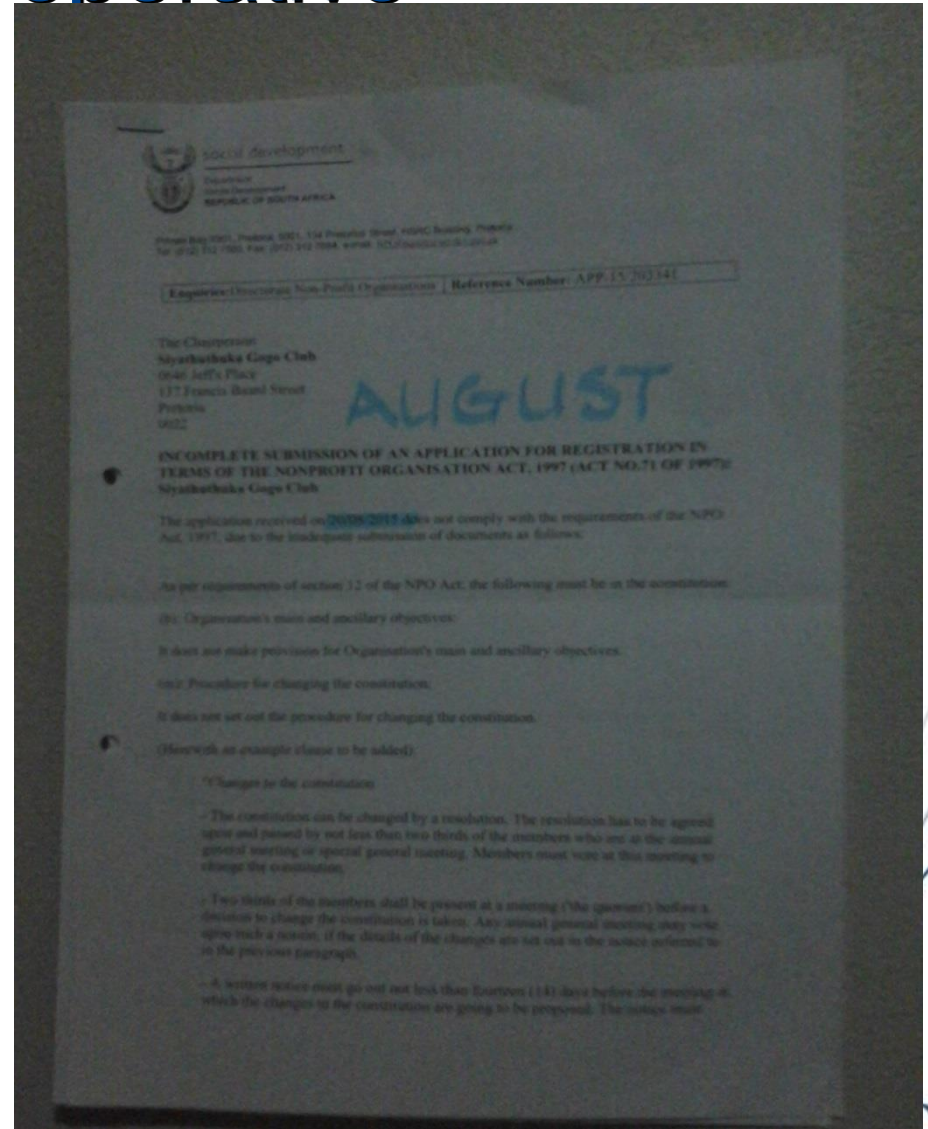 social development
Department
Social Development
REPUBLIC OF SOUTH AFRICA
Enquiries: Directorate Non-Profit Organisations Reference Number: APP-15/
The Chairperson
Siyathuthuka Gogo Club
Jeff's Place
137 Francis Baard Street
Pretoria
0002
AUGUST
INCOMPLETE SUBMISSION OF AN APPLICATION FOR REGISTRATION IN
TERMS OF THE NONPROFIT ORGANISATION ACT, 1997 (ACT NO.71 OF 1997):
Siyathuthuka Gogo Club
The application received on does not comply with the requirements of the NPO
Act, 1997, due to the inadequate submission of documents as follows:
As per requirements of section 12 of the NPO Act, the following must be in the constitution:
(b): Organisation's main and ancillary objectives:
It does not make provision for Organisation's main and ancillary objectives.
Procedure for changing the constitution.
It does not set out the procedure for changing the constitution.
(Herewith an example clause to be added):
"Changes to the constitution
- The constitution can be changed by a resolution. The resolution has to be agreed
upon and passed by not less than two thirds of the members who are at the annual
general meeting or special general meeting. Members must vote at this meeting to
change the constitution.
- Two thirds of the members shall be present at a meeting ('the quorum') before a
decision to change the constitution is taken. Any annual general meeting may vote
upon such a notion, if the details of the changes are set out in the notice referred to
in the previous paragraph.
- A written notice must go out not less than fourteen (14) days before the meeting at
which the changes to the constitution are going to be proposed. The notice must